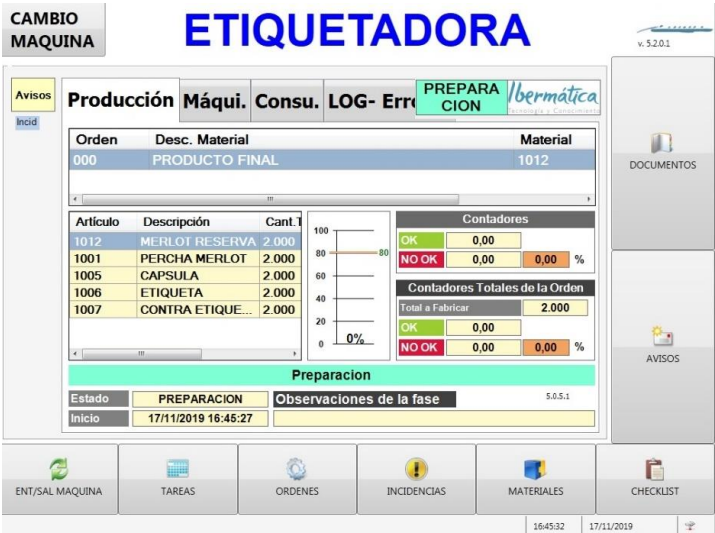 CAMBIO
MAQUINA
ETIQUETADORA
v. 5.2.0.1
Avisos
Incid
Producción Máqui. Consu. LOG- Erro
PREPARA
CION
Ibermática
Tecnología y Conocimiento
Orden Desc. Material Material
000 PRODUCTO FINAL 1012
DOCUMENTOS
Artículo Descripción Cant.T
1012 MERLOT RESERVA 2.000
1001 PERCHA MERLOT 2.000
1005 CAPSULA 2.000
1006 ETIQUETA 2.000
1007 CONTRA ETIQUE... 2.000
100
80 80
60
40
20
0 0%
Contadores
OK 0,00
NO OK 0,00 0,00 %
Contadores Totales de la Orden
Total a Fabricar 2.000
OK 0,00
NO OK 0,00 0,00 %
AVISOS
Preparacion
Estado PREPARACION Observaciones de la fase 5.0.5.1
Inicio 17/11/2019 16:45:27
ENT/SAL MAQUINA TAREAS ORDENES INCIDENCIAS MATERIALES CHECKLIST
16:45:32 17/11/2019